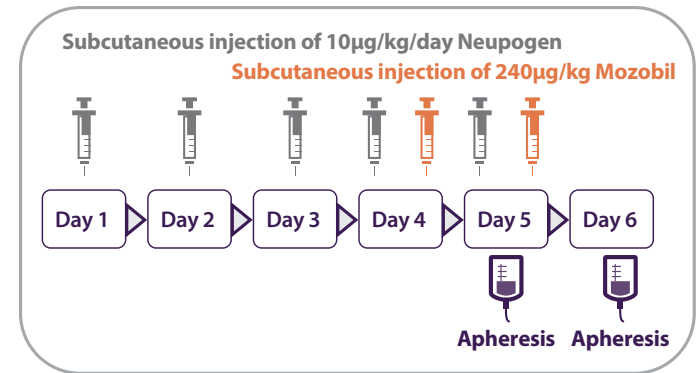 Subcutaneous injection of 10µg/kg/day Neupogen
Subcutaneous injection of 240µg/kg Mozobil
Day 1 Day 2 Day 3 Day 4 Day 5 Day 6
Apheresis Apheresis